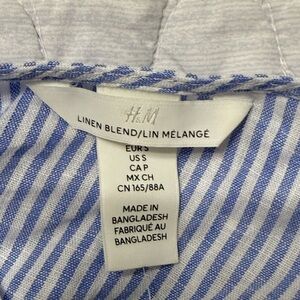 H&M
LINEN BLEND/LIN MÉLANGÉ
EUR S
US S
CA P
MX CH
CN 165/88A
MADE IN
BANGLADESH
FABRIQUÉ AU
BANGLADESH